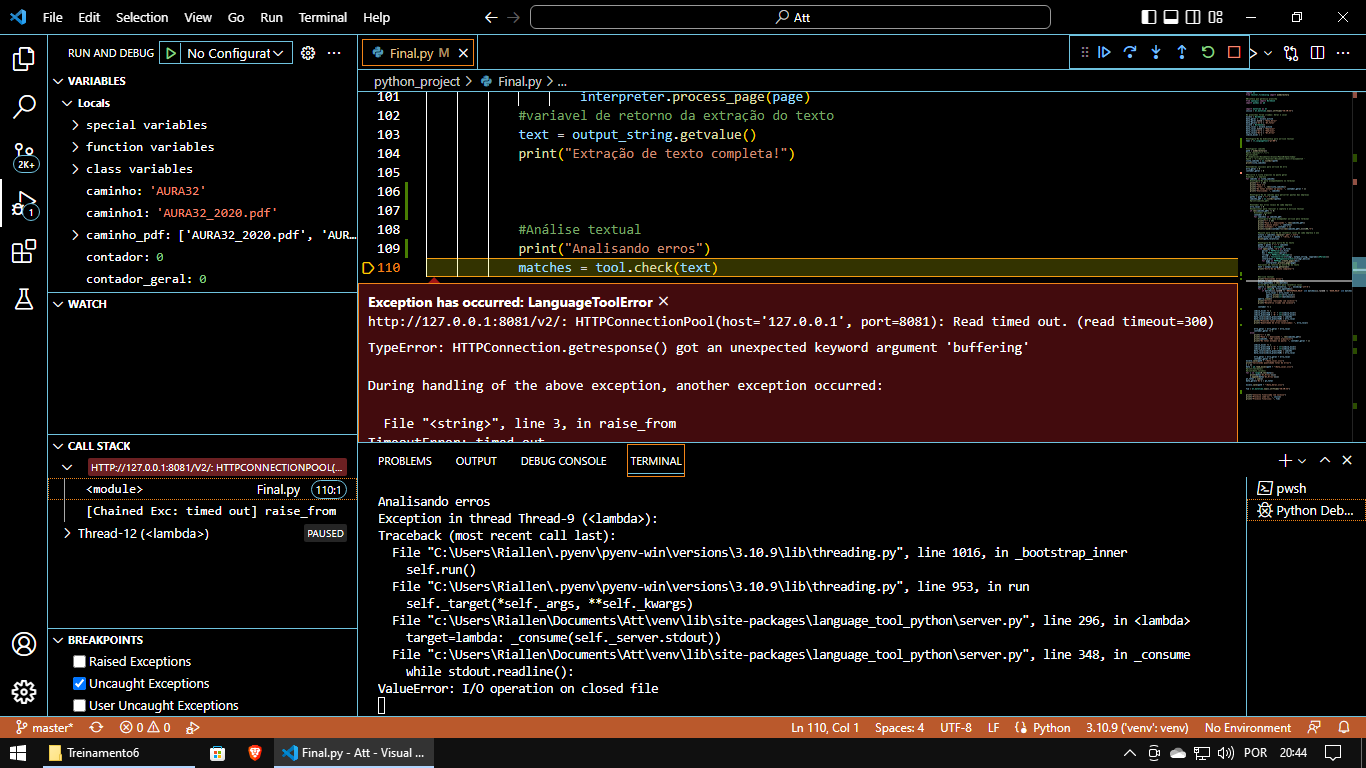 File Edit Selection View Go Run Terminal Help
Att
RUN AND DEBUG No Configurat
Final.py M
python_project > Final.py > ...
VARIABLES
Locals
special variables
function variables
class variables
caminho: 'AURA32'
caminho1: 'AURA32_2020.pdf'
caminho_pdf: ['AURA32_2020.pdf', 'AUR...
contador: 0
contador_geral: 0
WATCH
2K+
1
101 interpreter.process_page(page)
102 #variavel de retorno da extração do texto
103 text = output_string.getvalue()
104 print("Extração de texto completa!")
105
106
107
108 #Análise textual
109 print("Analisando erros")
110 matches = tool.check(text)
Exception has occurred: LanguageToolError
http://127.0.0.1:8081/v2/: HTTPConnectionPool(host='127.0.0.1', port=8081): Read timed out. (read timeout=300)
TypeError: HTTPConnection.getresponse() got an unexpected keyword argument 'buffering'
During handling of the above exception, another exception occurred:
File "<string>", line 3, in raise_from
TimeoutError: timed out
CALL STACK
HTTP://127.0.0.1:8081/V2/: HTTPCONNECTIONPOOL(...
<module> Final.py 110:1
[Chained Exc: timed out] raise_from
Thread-12 (<lambda>) PAUSED
BREAKPOINTS
Raised Exceptions
Uncaught Exceptions
User Uncaught Exceptions
PROBLEMS OUTPUT DEBUG CONSOLE TERMINAL
Analisando erros
Exception in thread Thread-9 (<lambda>):
Traceback (most recent call last):
File "C:\Users\Riallen\.pyenv\pyenv-win\versions\3.10.9\lib\threading.py", line 1016, in _bootstrap_inner
self.run()
File "C:\Users\Riallen\.pyenv\pyenv-win\versions\3.10.9\lib\threading.py", line 953, in run
self._target(*self._args, **self._kwargs)
File "C:\Users\Riallen\Documents\Att\venv\lib\site-packages\language_tool_python\server.py", line 296, in <lambda>
target=lambda: _consume(self._server.stdout))
File "C:\Users\Riallen\Documents\Att\venv\lib\site-packages\language_tool_python\server.py", line 348, in _consume
while stdout.readline():
ValueError: I/O operation on closed file
pwsh
Python Deb...
master* 0 0 Ln 110, Col 1 Spaces: 4 UTF-8 LF Python 3.10.9 ('venv': venv) No Environment
Treinamento6 Final.py - Att - Visual ... POR 20:44